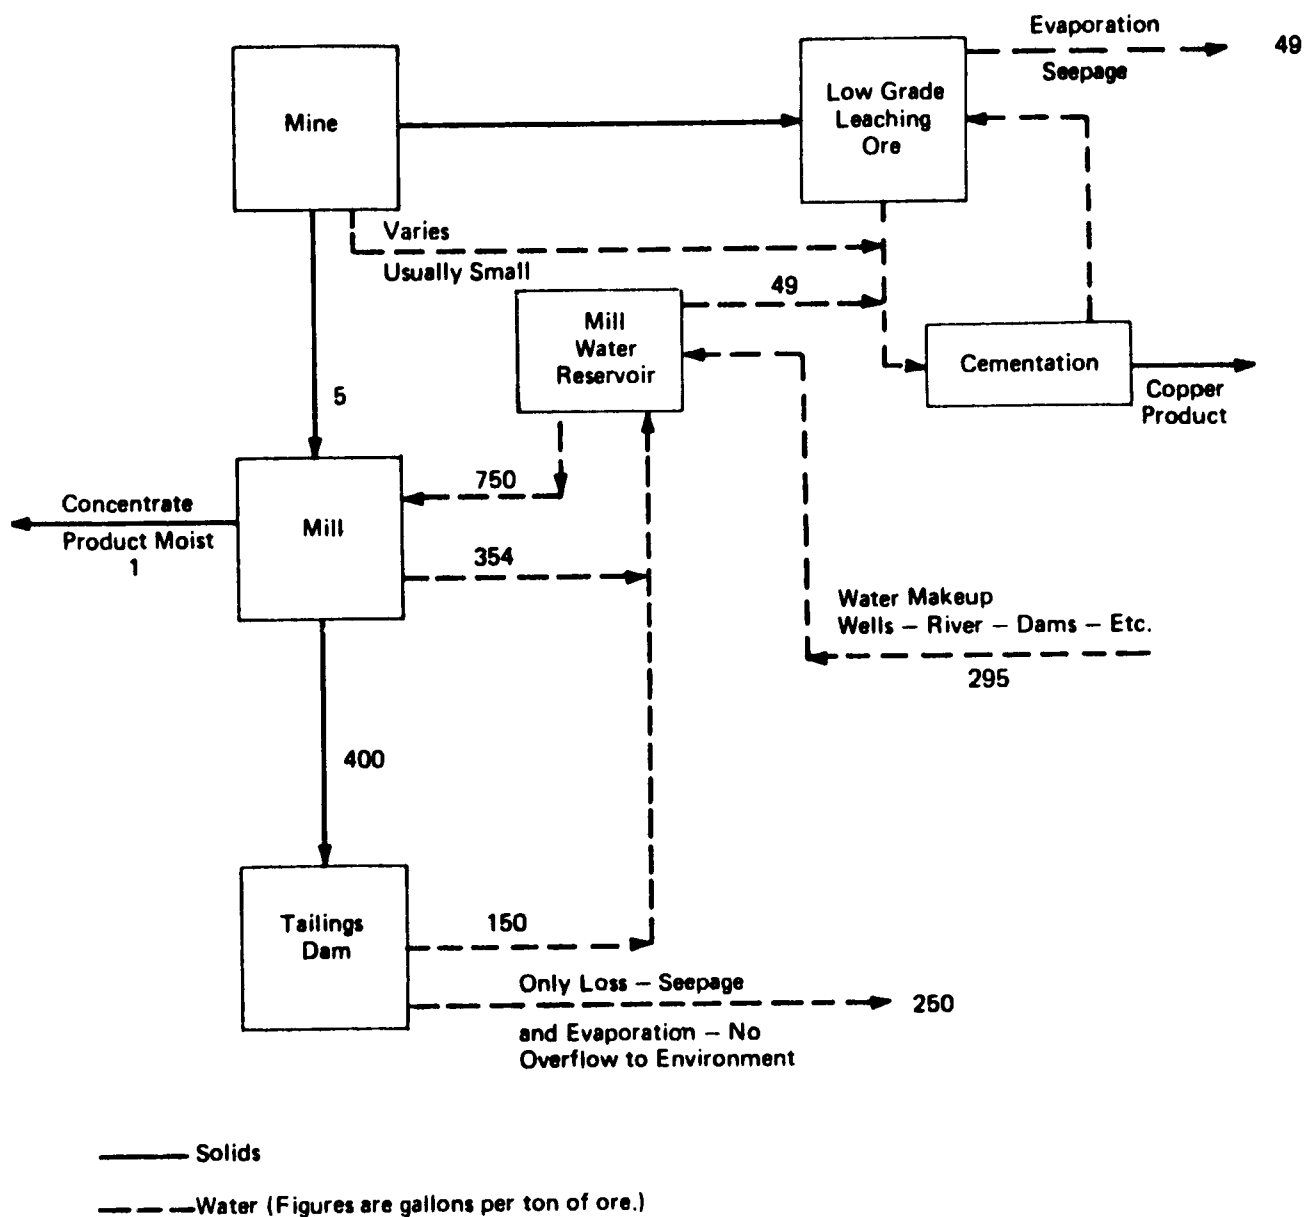 Evaporation
49
Seepage
Mine
Low Grade
Leaching
Ore
Varies
Usually Small
49
Mill
Water
Reservoir
Cementation
Copper
Product
5
750
Concentrate
Product Moist
1
Mill
354
Water Makeup
Wells – River – Dams – Etc.
295
400
Tailings
Dam
150
Only Loss – Seepage
250
and Evaporation – No
Overflow to Environment
Solids
Water (Figures are gallons per ton of ore.)